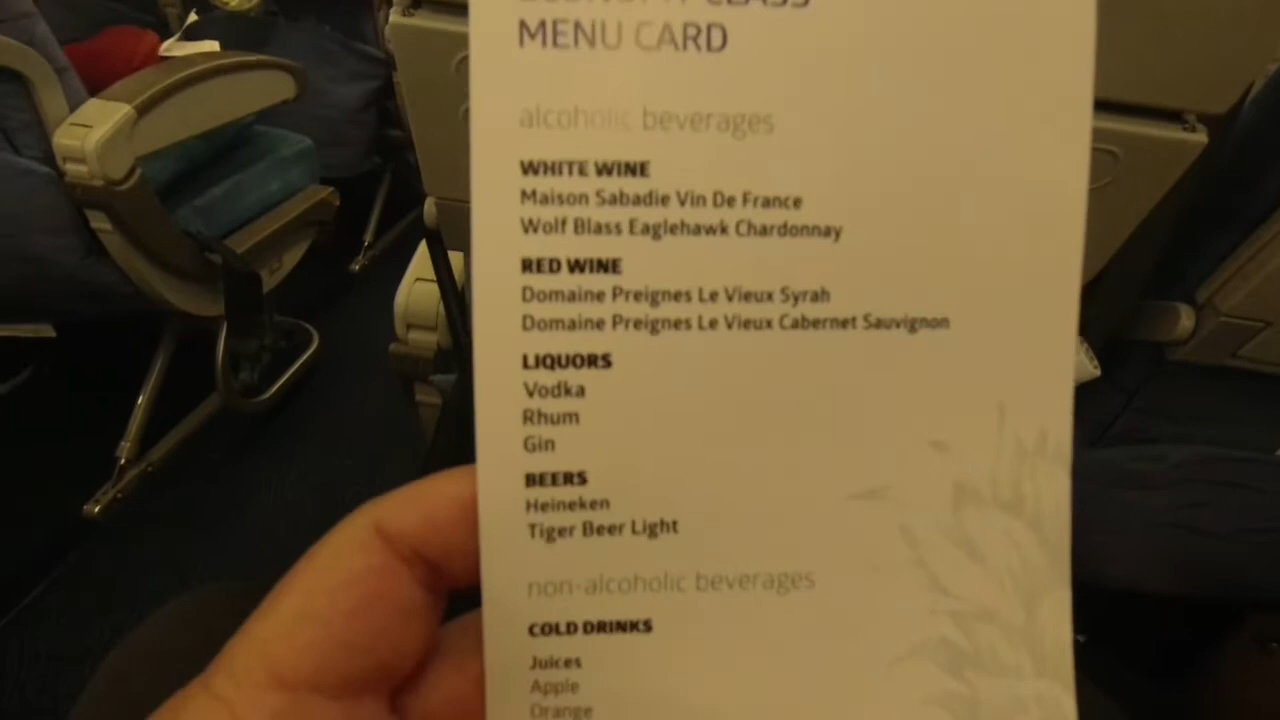 ECONOMY CLASS
MENU CARD
alcoholic beverages
WHITE WINE
Maison Sabadie Vin De France
Wolf Blass Eaglehawk Chardonnay
RED WINE
Domaine Preignes Le Vieux Syrah
Domaine Preignes Le Vieux Cabernet Sauvignon
LIQUORS
Vodka
Rhum
Gin
BEERS
Heineken
Tiger Beer Light
non-alcoholic beverages
COLD DRINKS
Juices
Apple
Orange